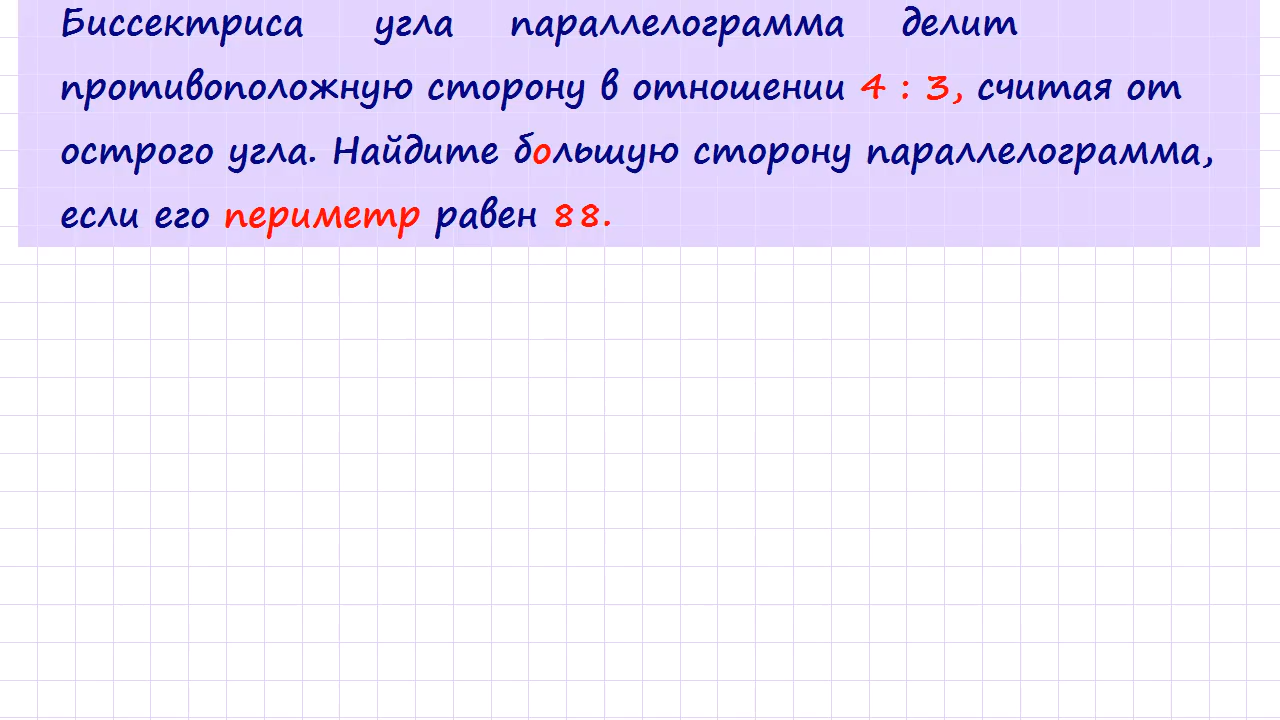 Биссектриса угла параллелограмма делит
противоположную сторону в отношении 4 : 3, считая от
острого угла. Найдите большую сторону параллелограмма,
если его периметр равен 88.